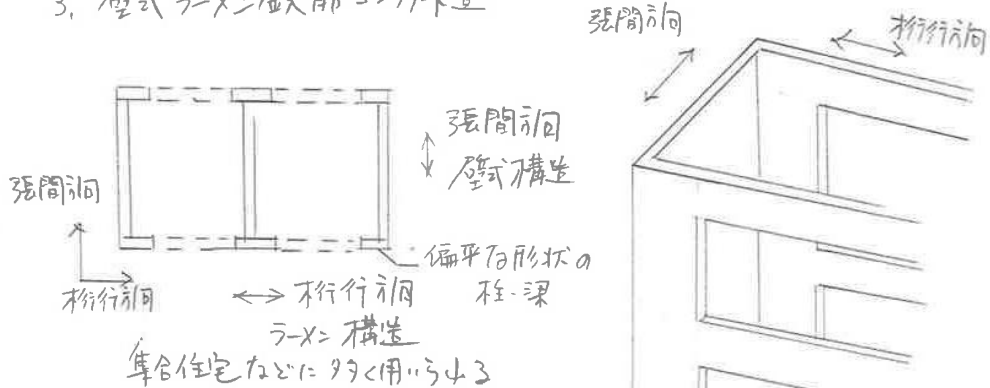 3. 壁式ラーメン鉄筋コンクリート造
張間方向
桁行方向
張間方向
壁式構造
張間方向
桁行方向
偏平な形状の
柱・梁
桁行方向
ラーメン構造
集合住宅などに多く用いられる